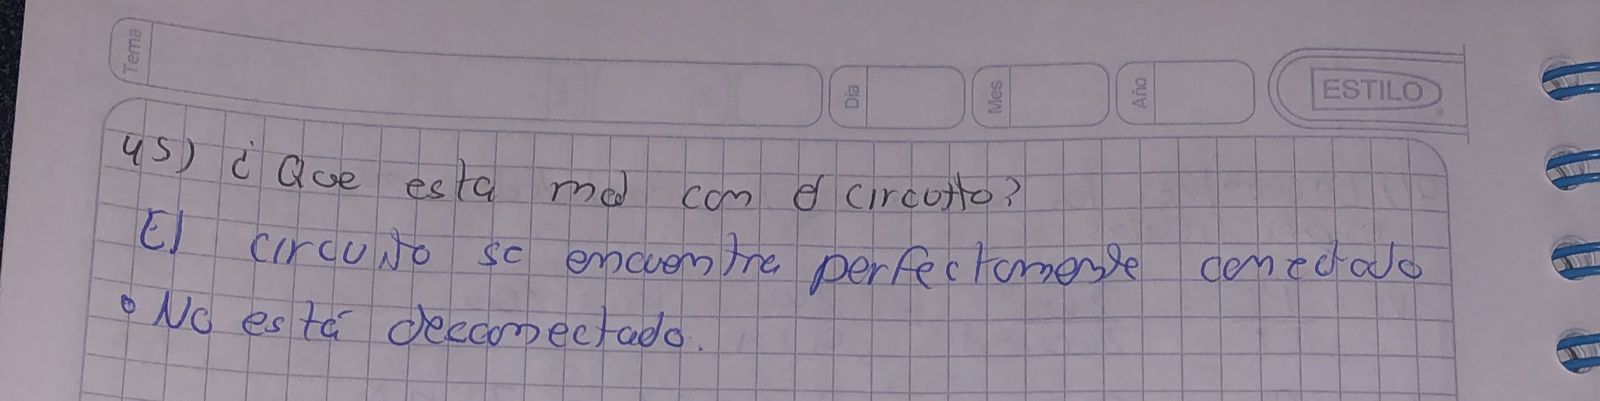 Tema
Día
Mes
Año
ESTILO
45) ¿Que esta mal con el circuito?
El circuito se encuentra perfectamente conectado
• No está desconectado.